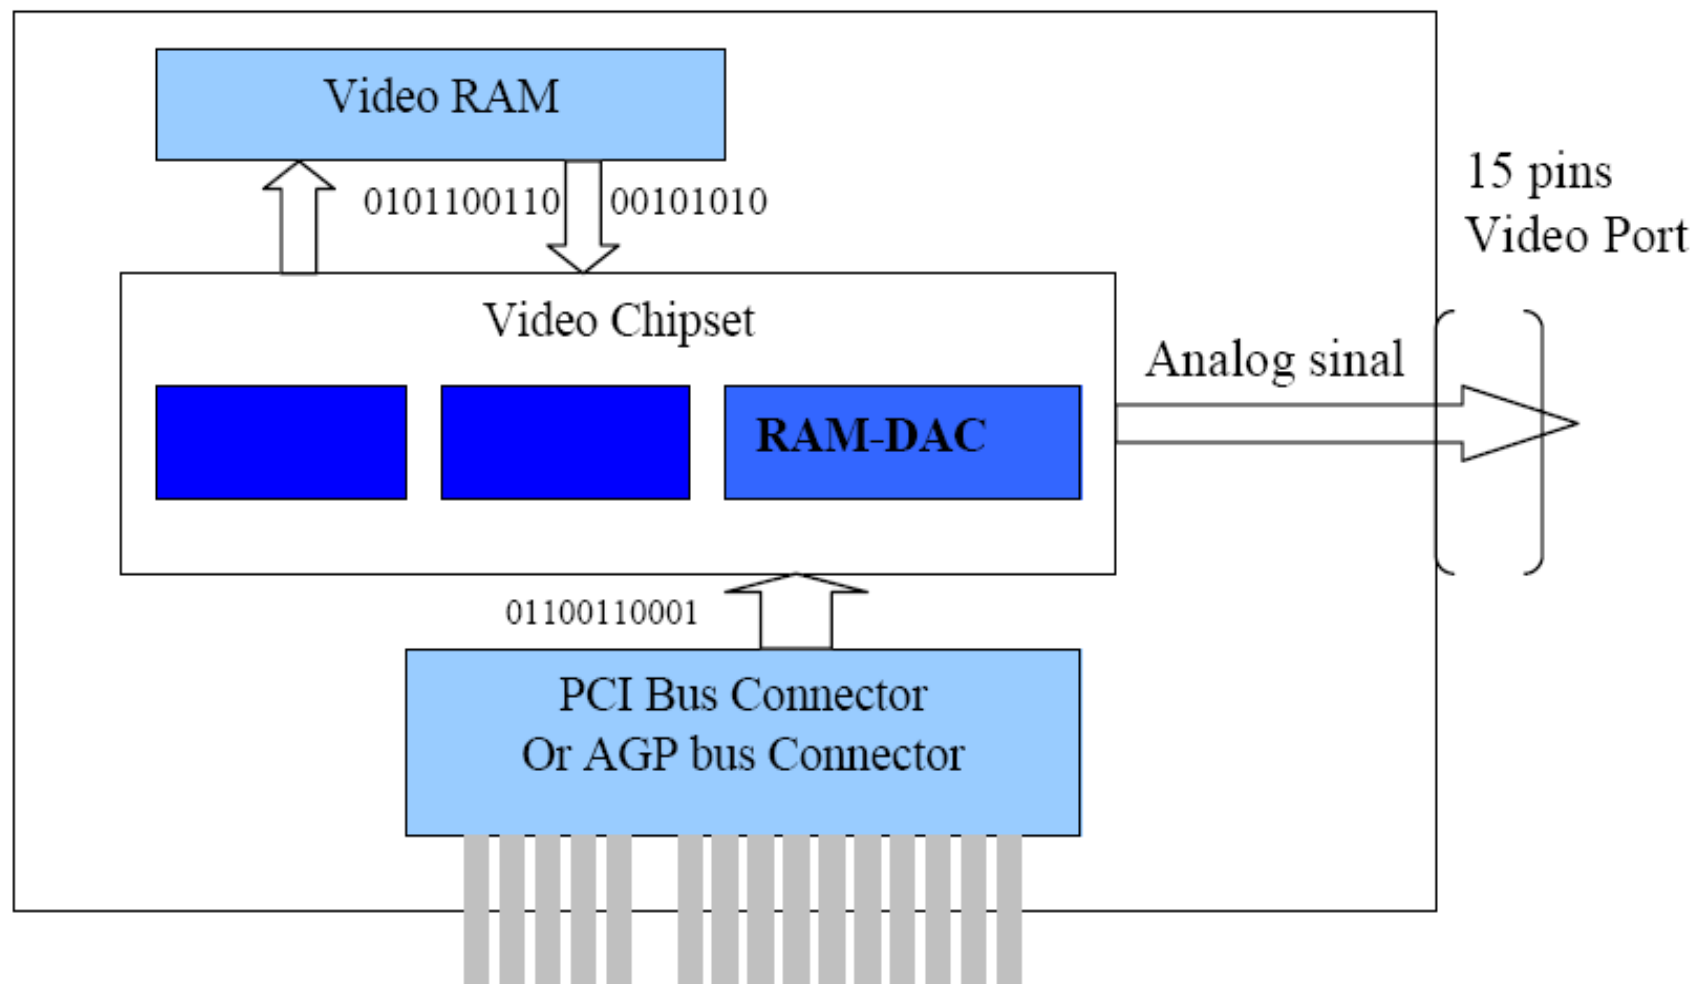 Video RAM
0101100110 00101010
15 pins
Video Port
Video Chipset
Analog sinal
RAM-DAC
01100110001
PCI Bus Connector
Or AGP bus Connector